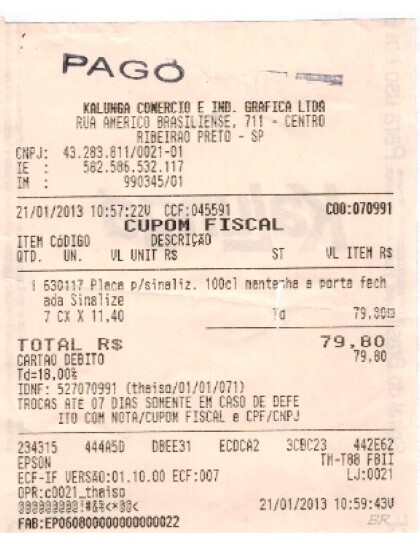 PAGO
KALUNGA COMERCIO E IND. GRAFICA LTDA
RUA AMERICO BRASILIENSE, 711 - CENTRO
RIBEIRAO PRETO - SP
CNPJ: 43.283.811/0021-01
IE : 582.586.532.117
IM : 990345/01
21/01/2013 10:57:22V CCF:045591 COO:070991
CUPOM FISCAL
ITEM CóDIGO DESCRIÇÃO
QTD. UN. VL UNIT R$ ST VL ITEM R$
1 530117 Placa p/sinaliz. 100cl mantenha a porta fech
ada Sinalize
7 CX X 11,40 Td 79,80
TOTAL R$ 79,80
CARTAO DEBITO 79,80
Td=18,00%
IDNF: 527070991 (theiso/01/01/071)
TROCAS ATE 07 DIAS SOMENTE EM CASO DE DEFE
ITO COM NOTA/CUPOM FISCAL e CPF/CNPJ
234315 444A5D DBEE31 ECDCA2 3CBC23 442E62
EPSON TM-T88 FBII
ECF-IF VERSÃO:01.10.00 ECF:007 LJ:0021
OPR:c0021_theiso
21/01/2013 10:59:43V
FAB:EP060800000000000022
BR